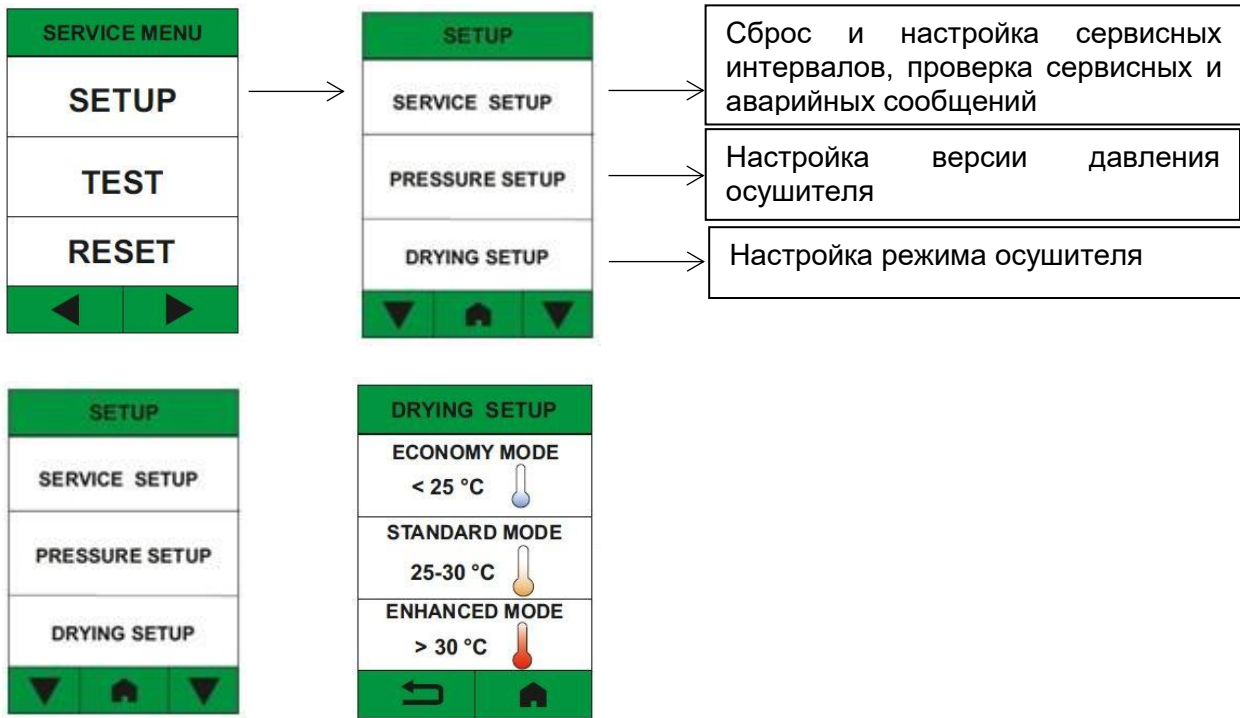 SERVICE MENU
SETUP
TEST
RESET
SETUP
SERVICE SETUP
PRESSURE SETUP
DRYING SETUP
Сброс и настройка сервисных
интервалов, проверка сервисных и
аварийных сообщений
Настройка версии давления
осушителя
Настройка режима осушителя
SETUP
SERVICE SETUP
PRESSURE SETUP
DRYING SETUP
DRYING SETUP
ECONOMY MODE
< 25 °C
STANDARD MODE
25-30 °C
ENHANCED MODE
> 30 °C